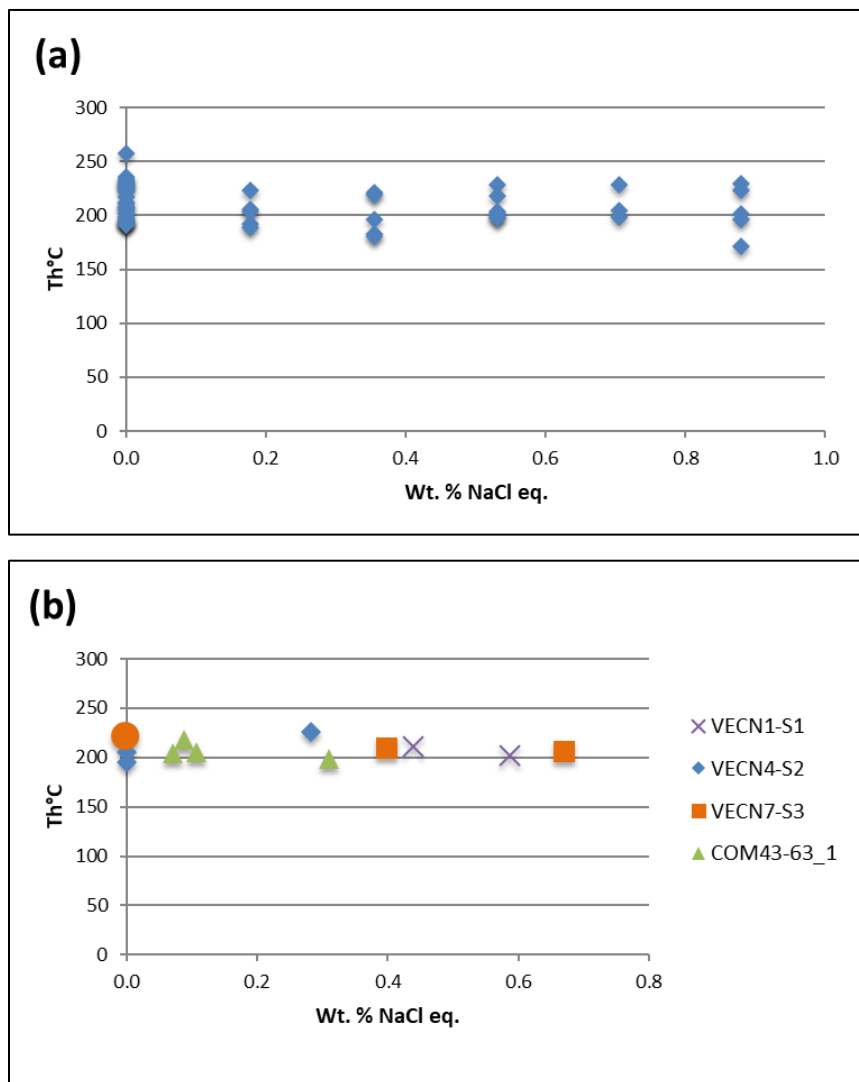 (a)
300
250
200
150
100
50
0
Th°C
0.0 0.2 0.4 0.6 0.8 1.0
Wt. % NaCl eq.
(b)
300
250
200
150
100
50
0
Th°C
0.0 0.2 0.4 0.6 0.8
Wt. % NaCl eq.
VECN1-S1
VECN4-S2
VECN7-S3
COM43-63_1